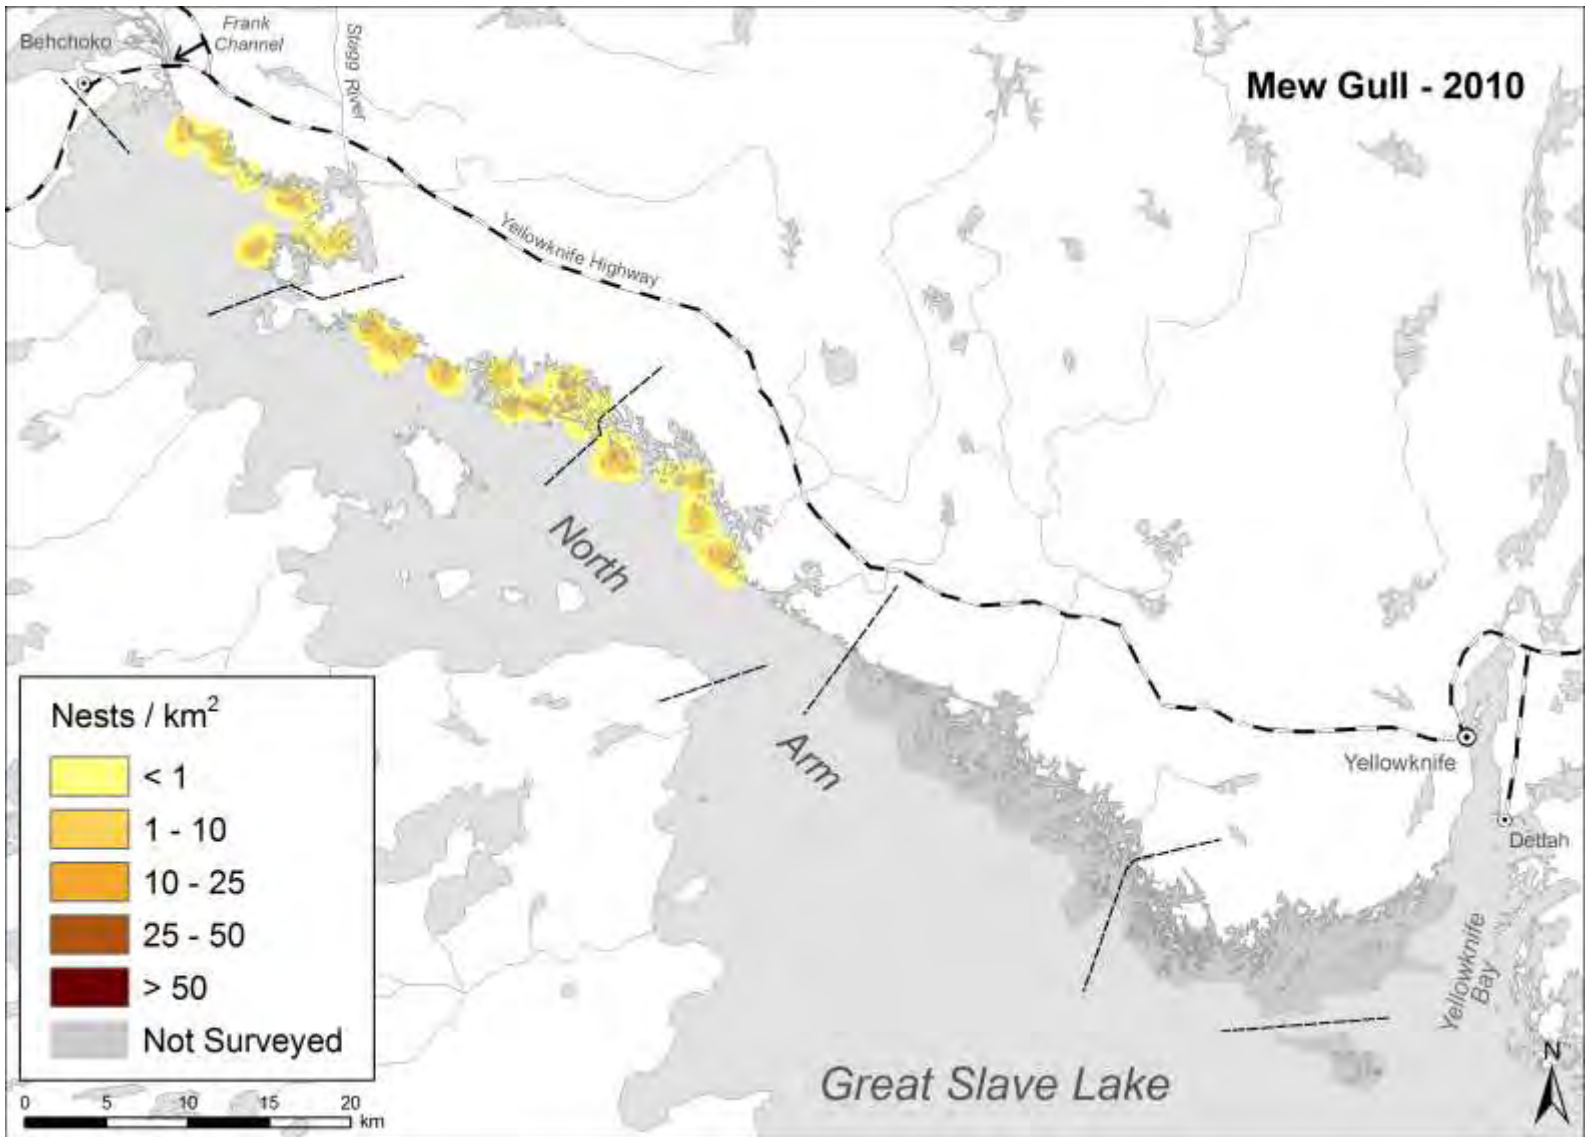 Behchoko
Frank
Channel
Stagg River
Mew Gull - 2010
Yellowknife Highway
North
Arm
Yellowknife
Dettah
Yellowknife
Bay
Great Slave Lake
N
Nests / km²
< 1
1 - 10
10 - 25
25 - 50
> 50
Not Surveyed
0 5 10 15 20
km